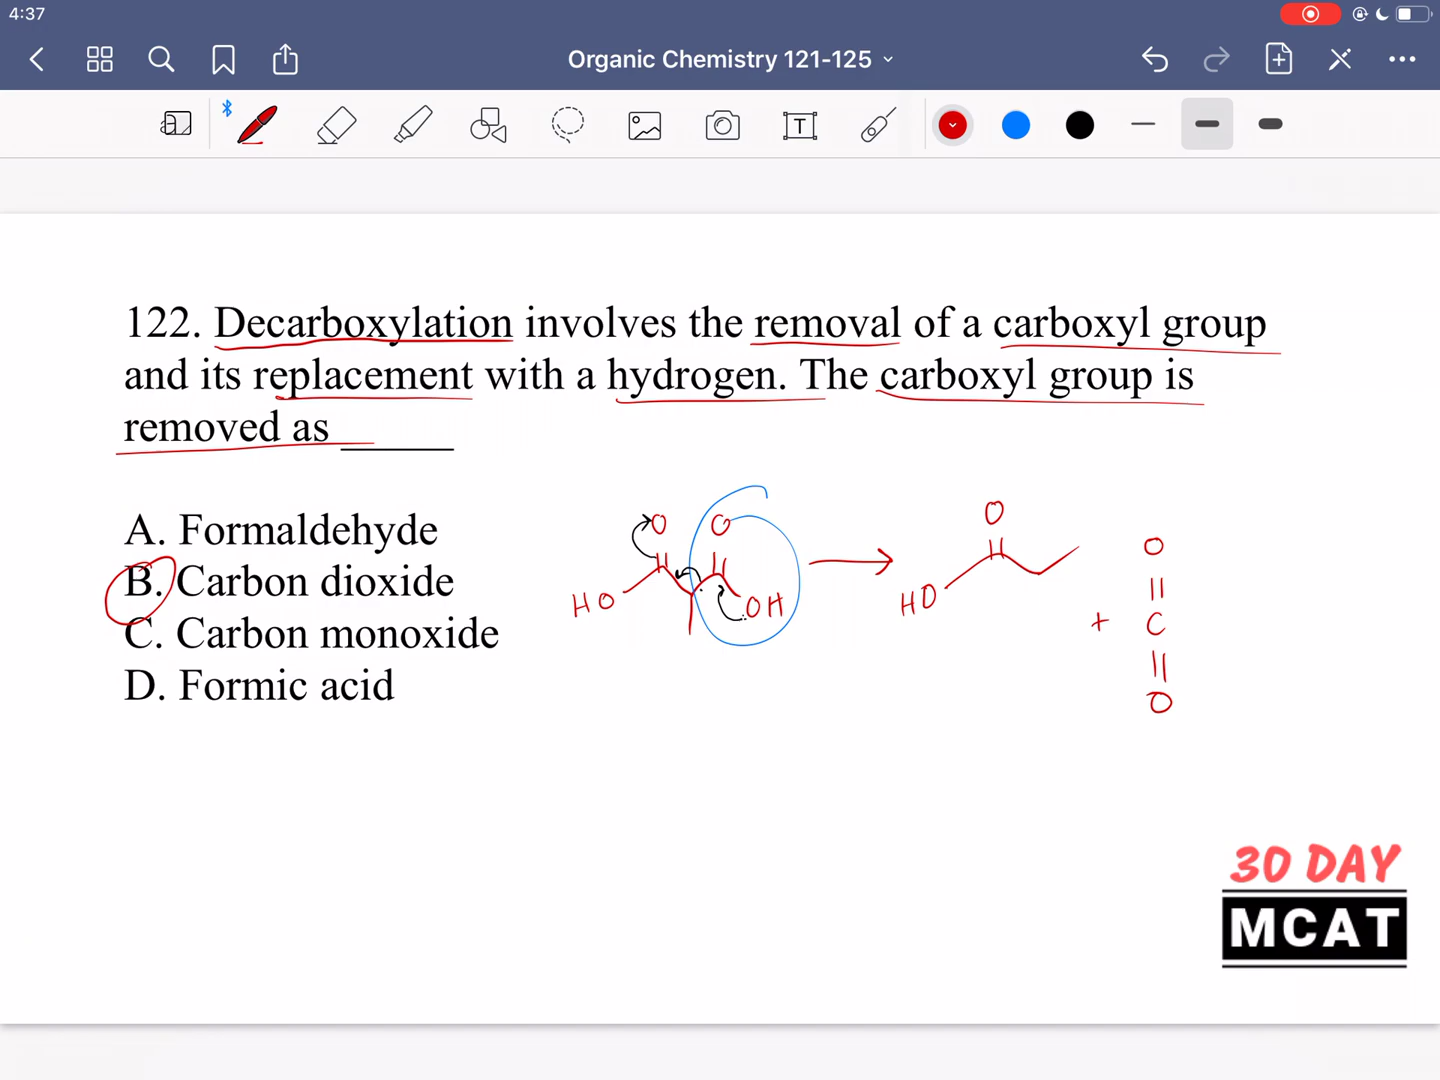 4:37
Organic Chemistry 121-125
T
122. Decarboxylation involves the removal of a carboxyl group
and its replacement with a hydrogen. The carboxyl group is
removed as ______
A. Formaldehyde
B. Carbon dioxide
C. Carbon monoxide
D. Formic acid
O O
HO OH
O
HO
+
O
C
O
30 DAY
MCAT